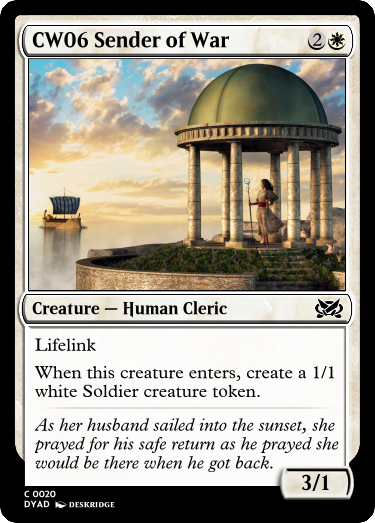 CW06 Sender of War 2
Creature — Human Cleric
Lifelink
When this creature enters, create a 1/1
white Soldier creature token.
As her husband sailed into the sunset, she
prayed for his safe return as he prayed she
would be there when he got back.
3/1
C 0020
DYAD DESKRIDGE